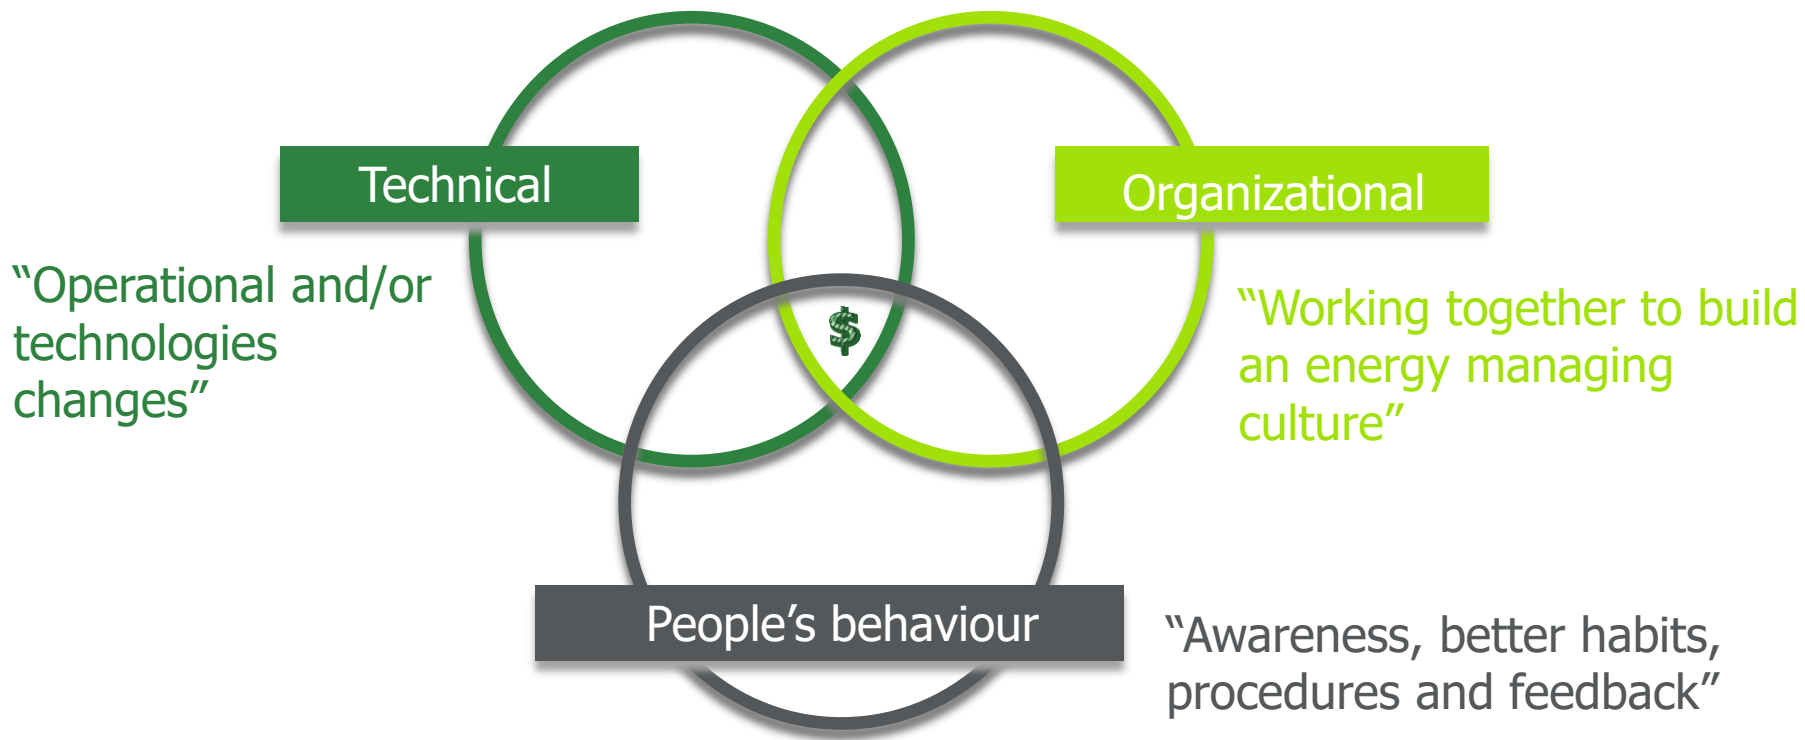 Technical
Organizational
“Operational and/or
technologies
changes”
“Working together to build
an energy managing
culture”
$
People’s behaviour
“Awareness, better habits,
procedures and feedback”